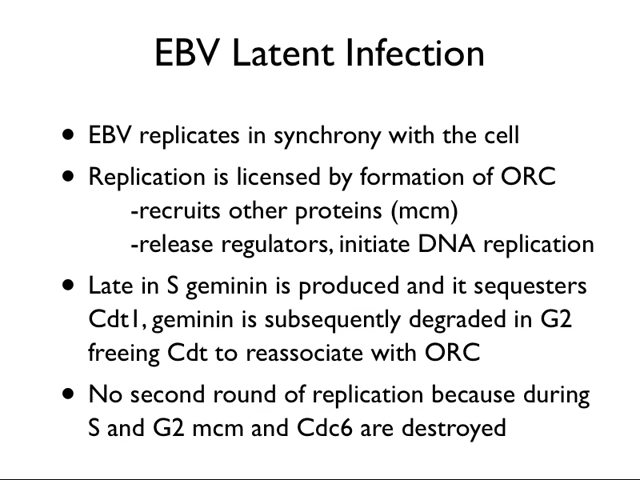 EBV Latent Infection
• EBV replicates in synchrony with the cell
• Replication is licensed by formation of ORC
-recruits other proteins (mcm)
-release regulators, initiate DNA replication
• Late in S geminin is produced and it sequesters
Cdt1, geminin is subsequently degraded in G2
freeing Cdt to reassociate with ORC
• No second round of replication because during
S and G2 mcm and Cdc6 are destroyed